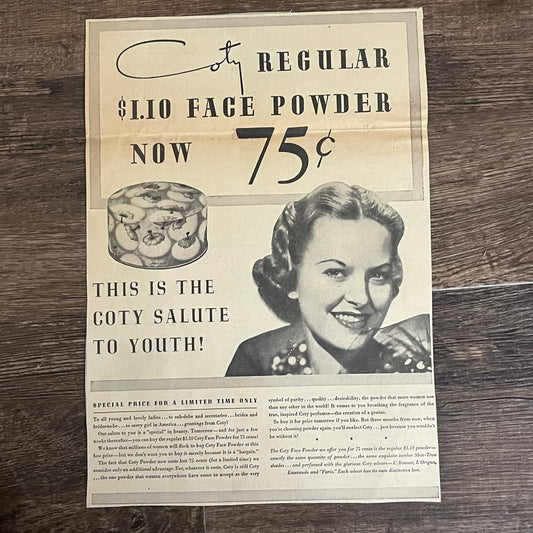 Coty REGULAR
$1.10 FACE POWDER
NOW 75¢
THIS IS THE
COTY SALUTE
TO YOUTH!
SPECIAL PRICE FOR A LIMITED TIME ONLY
To all young and lovely ladies...to sub-debs and secretaries...brides and
brides-to-be...to every girl in America...greetings from Coty!
Our salute to you is a "special" in beauty. Tomorrow—and for just a few
weeks thereafter—you can buy the regular $1.10 Coty Face Powder for 75 cents!
We know that millions of women will flock to buy Coty Face Powder at this
low price—but we don't want you to buy it merely because it is a "bargain."
The fact that Coty Powder now costs but 75 cents (for a limited time) we
consider only an additional advantage. For, whatever it costs, Coty is still Coty
...the one powder that women everywhere have come to accept as the very
symbol of purity...quality...desirability, the powder that more women use
than any other in the world! It comes to you breathing the fragrance of the
true, inspired Coty perfumes—the creation of a genius.
So buy it for price tomorrow if you like. But three months from now, when
you're choosing powder again, you'll reselect Coty...just because you wouldn't
be without it!
The Coty Face Powder we offer you for 75 cents is the regular $1.10 powder—
exactly the same quantity of powder...the same exquisite twelve Skin-True
shades...and perfumed with the glorious Coty odeurs—L'Aimant, L'Origan,
Emeraude and "Paris." Each odeur has its own distinctive box.